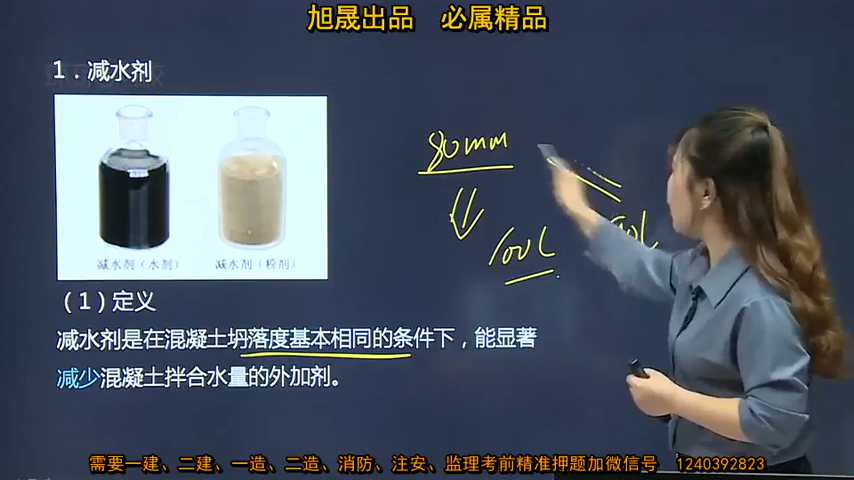 旭晟出品 必属精品
1．减水剂
80mm
100L
减水剂（水剂） 减水剂（粉剂）
（1）定义
减水剂是在混凝土坍落度基本相同的条件下，能显著
减少混凝土拌合水量的外加剂。
需要一建、二建、一造、二造、消防、注安、监理考前精准押题加微信号 1240392823